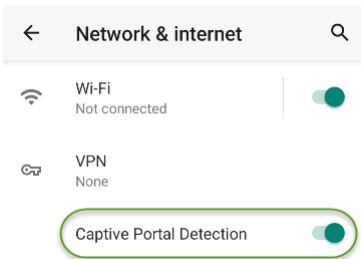 Network & internet
Wi-Fi
Not connected
VPN
None
Captive Portal Detection